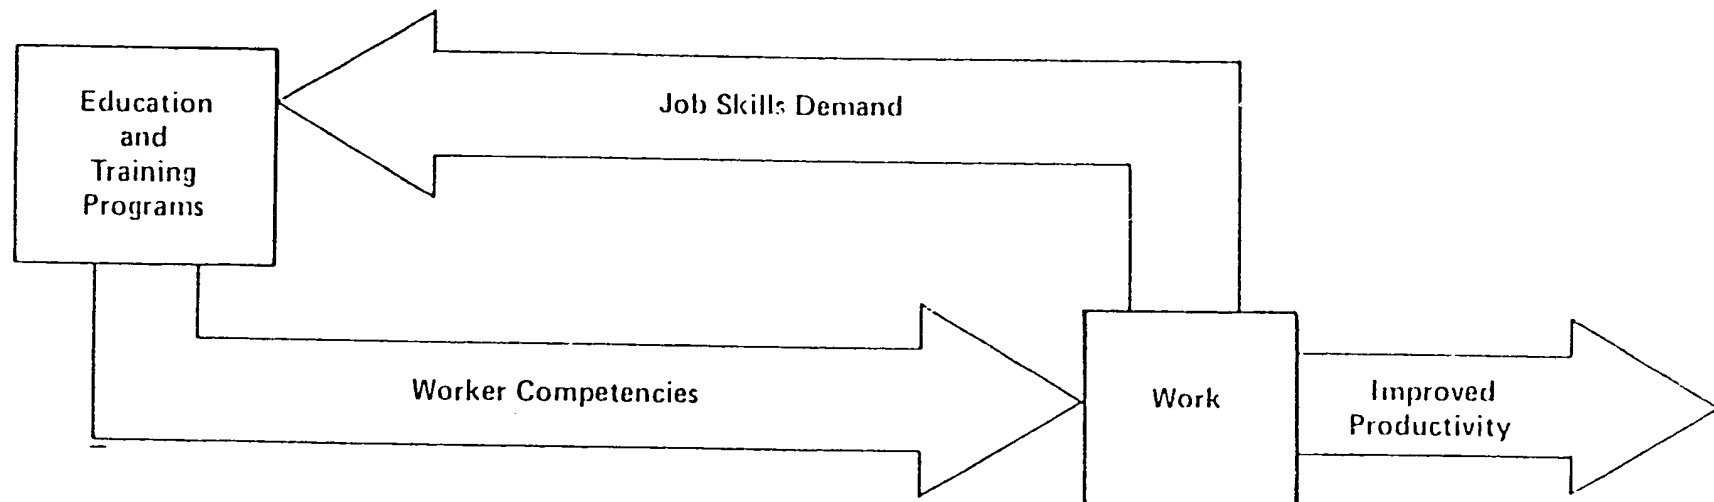 Education
and
Training
Programs
Job Skills Demand
Worker Competencies
Work
Improved
Productivity